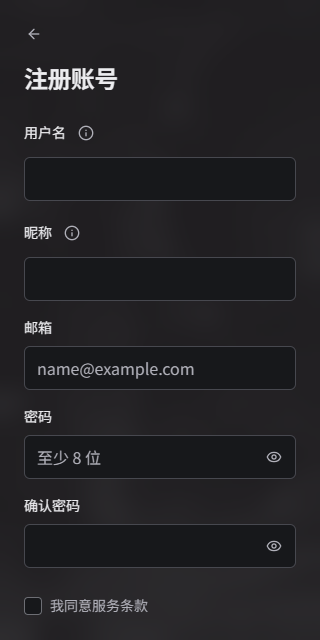 注册账号
用户名
昵称
邮箱
name@example.com
密码
至少 8 位
确认密码
我同意服务条款